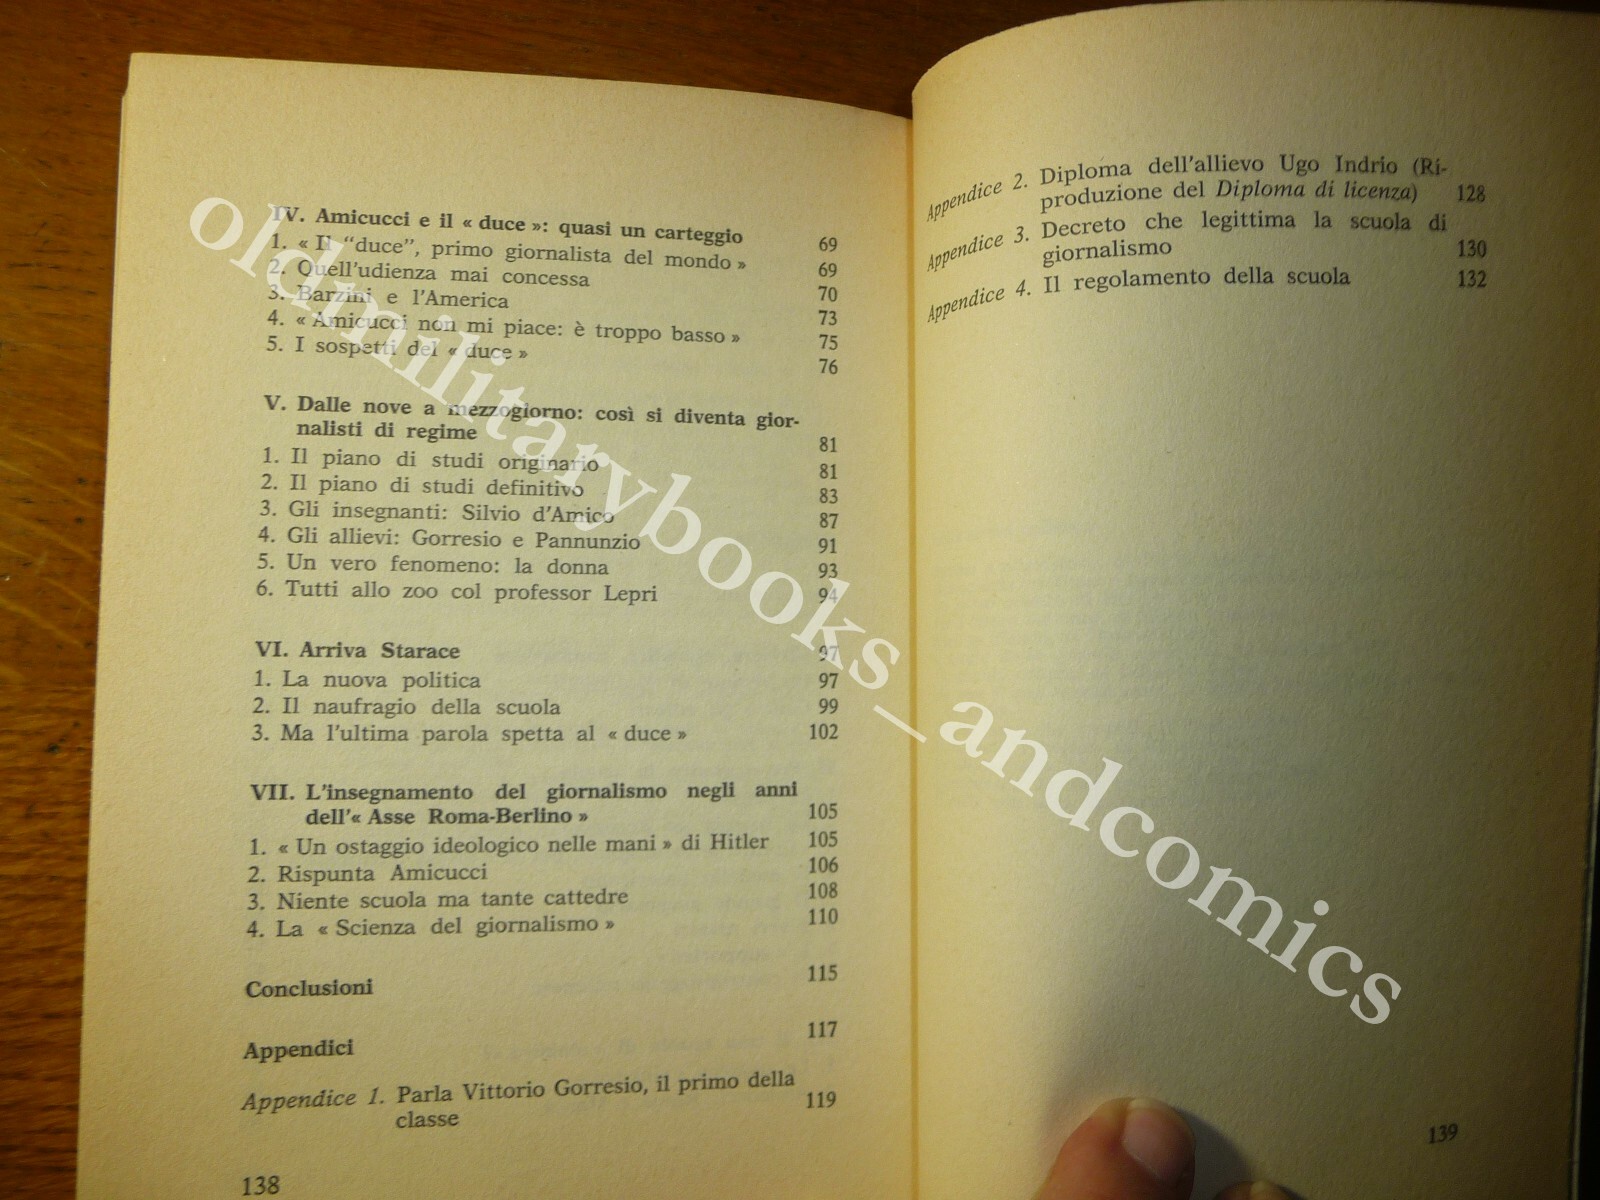 IV. Amicucci e il « duce »: quasi un carteggio 69
1. « Il "duce", primo giornalista del mondo » 69
2. Quell'udienza mai concessa 70
3. Barzini e l'America 73
4. « Amicucci non mi piace: è troppo basso » 75
5. I sospetti del « duce » 76
V. Dalle nove a mezzogiorno: così si diventa gior-
nalisti di regime 81
1. Il piano di studi originario 81
2. Il piano di studi definitivo 83
3. Gli insegnanti: Silvio d'Amico 87
4. Gli allievi: Gorresio e Pannunzio 91
5. Un vero fenomeno: la donna 93
6. Tutti allo zoo col professor Lepri 94
VI. Arriva Starace 97
1. La nuova politica 97
2. Il naufragio della scuola 99
3. Ma l'ultima parola spetta al « duce » 102
VII. L'insegnamento del giornalismo negli anni
dell'« Asse Roma-Berlino » 105
1. « Un ostaggio ideologico nelle mani » di Hitler 105
2. Rispunta Amicucci 106
3. Niente scuola ma tante cattedre 108
4. La « Scienza del giornalismo » 110
Conclusioni 115
Appendici 117
Appendice 1. Parla Vittorio Gorresio, il primo della
classe 119
138
Appendice 2. Diploma dell'allievo Ugo Indrio (Ri-
produzione del Diploma di licenza) 128
Appendice 3. Decreto che legittima la scuola di
giornalismo 130
Appendice 4. Il regolamento della scuola 132
139
oldmilitarybooks_andcomics